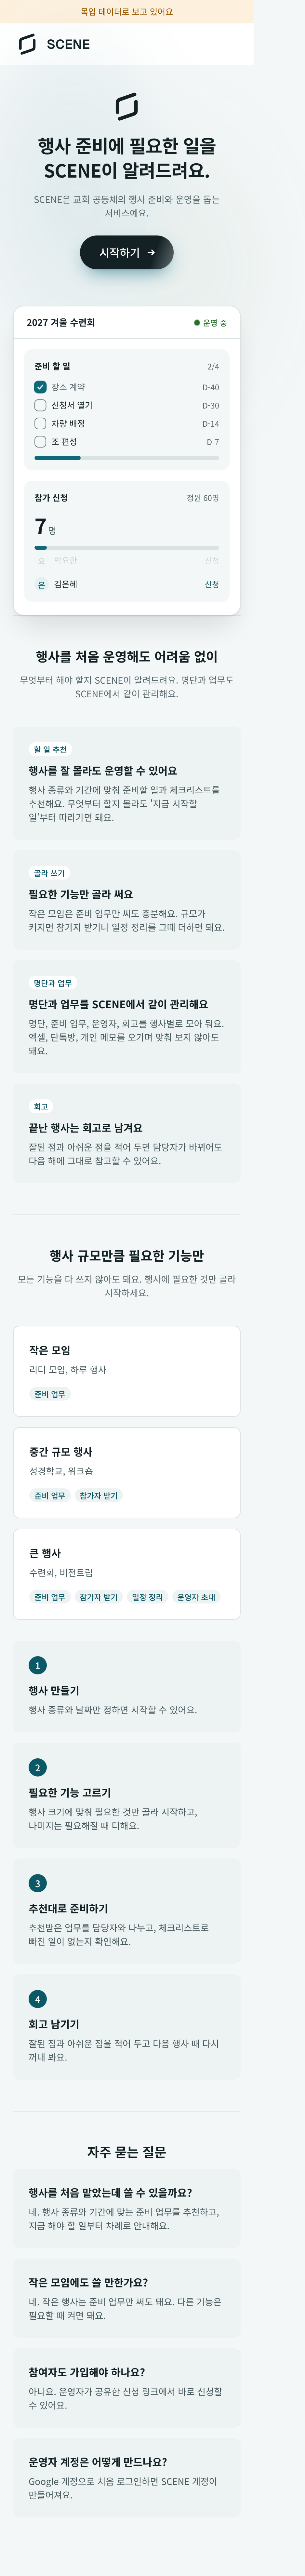 목업 데이터로 보고 있어요
SCENE
행사 준비에 필요한 일을
SCENE이 알려드려요.
SCENE은 교회 공동체의 행사 준비와 운영을 돕는
서비스예요.
시작하기 →
2027 겨울 수련회
운영 중
준비 할 일
2/4
장소 계약
D-40
신청서 열기
D-30
차량 배정
D-14
조 편성
D-7
참가 신청
정원 60명
7명
요 박요한
신청
은 김은혜
신청
행사를 처음 운영해도 어려움 없이
무엇부터 해야 할지 SCENE이 알려드려요. 명단과 업무도
SCENE에서 같이 관리해요.
할 일 추천
행사를 잘 몰라도 운영할 수 있어요
행사 종류와 기간에 맞춰 준비할 일과 체크리스트를
추천해요. 무엇부터 할지 몰라도 '지금 시작할
일'부터 따라가면 돼요.
골라 쓰기
필요한 기능만 골라 써요
작은 모임은 준비 업무만 써도 충분해요. 규모가
커지면 참가자 받기나 일정 정리를 그때 더하면 돼요.
명단과 업무
명단과 업무를 SCENE에서 같이 관리해요
명단, 준비 업무, 운영자, 회고를 행사별로 모아 둬요.
엑셀, 단톡방, 개인 메모를 오가며 맞춰 보지 않아도
돼요.
회고
끝난 행사는 회고로 남겨요
잘된 점과 아쉬운 점을 적어 두면 담당자가 바뀌어도
다음 해에 그대로 참고할 수 있어요.
행사 규모만큼 필요한 기능만
모든 기능을 다 쓰지 않아도 돼요. 행사에 필요한 것만 골라
시작하세요.
작은 모임
리더 모임, 하루 행사
준비 업무
중간 규모 행사
성경학교, 워크숍
준비 업무 참가자 받기
큰 행사
수련회, 비전트립
준비 업무 참가자 받기 일정 정리 운영자 초대
1
행사 만들기
행사 종류와 날짜만 정하면 시작할 수 있어요.
2
필요한 기능 고르기
행사 크기에 맞춰 필요한 것만 골라 시작하고,
나머지는 필요해질 때 더해요.
3
추천대로 준비하기
추천받은 업무를 담당자와 나누고, 체크리스트로
빠진 일이 없는지 확인해요.
4
회고 남기기
잘된 점과 아쉬운 점을 적어 두고 다음 행사 때 다시
꺼내 봐요.
자주 묻는 질문
행사를 처음 맡았는데 쓸 수 있을까요?
네. 행사 종류와 기간에 맞는 준비 업무를 추천하고,
지금 해야 할 일부터 차례로 안내해요.
작은 모임에도 쓸 만한가요?
네. 작은 행사는 준비 업무만 써도 돼요. 다른 기능은
필요할 때 켜면 돼요.
참여자도 가입해야 하나요?
아니요. 운영자가 공유한 신청 링크에서 바로 신청할
수 있어요.
운영자 계정은 어떻게 만드나요?
Google 계정으로 처음 로그인하면 SCENE 계정이
만들어져요.